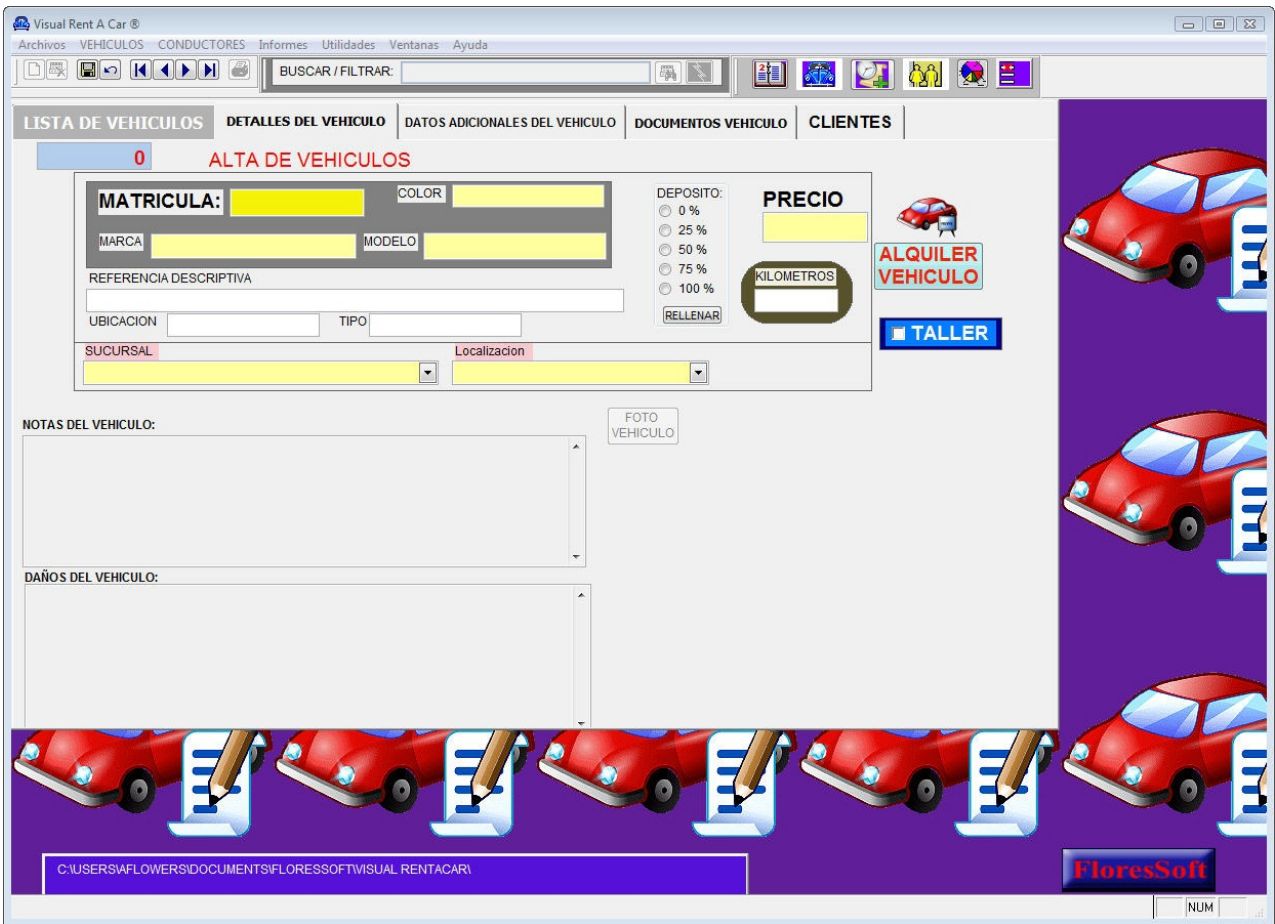 Visual Rent A Car ®
Archivos VEHICULOS CONDUCTORES Informes Utilidades Ventanas Ayuda
BUSCAR / FILTRAR:
LISTA DE VEHICULOS DETALLES DEL VEHICULO DATOS ADICIONALES DEL VEHICULO DOCUMENTOS VEHICULO CLIENTES
0 ALTA DE VEHICULOS
MATRICULA: COLOR
MARCA MODELO
REFERENCIA DESCRIPTIVA
UBICACION TIPO
SUCURSAL Localizacion
DEPOSITO:
0 %
25 %
50 %
75 %
100 %
RELLENAR
PRECIO
KILOMETROS
ALQUILER
VEHICULO
TALLER
FOTO
VEHICULO
NOTAS DEL VEHICULO:
DAÑOS DEL VEHICULO:
C:\USERS\AFLOWERS\DOCUMENTS\FLORESSOFT\VISUAL RENTACAR\
FloresSoft
NUM